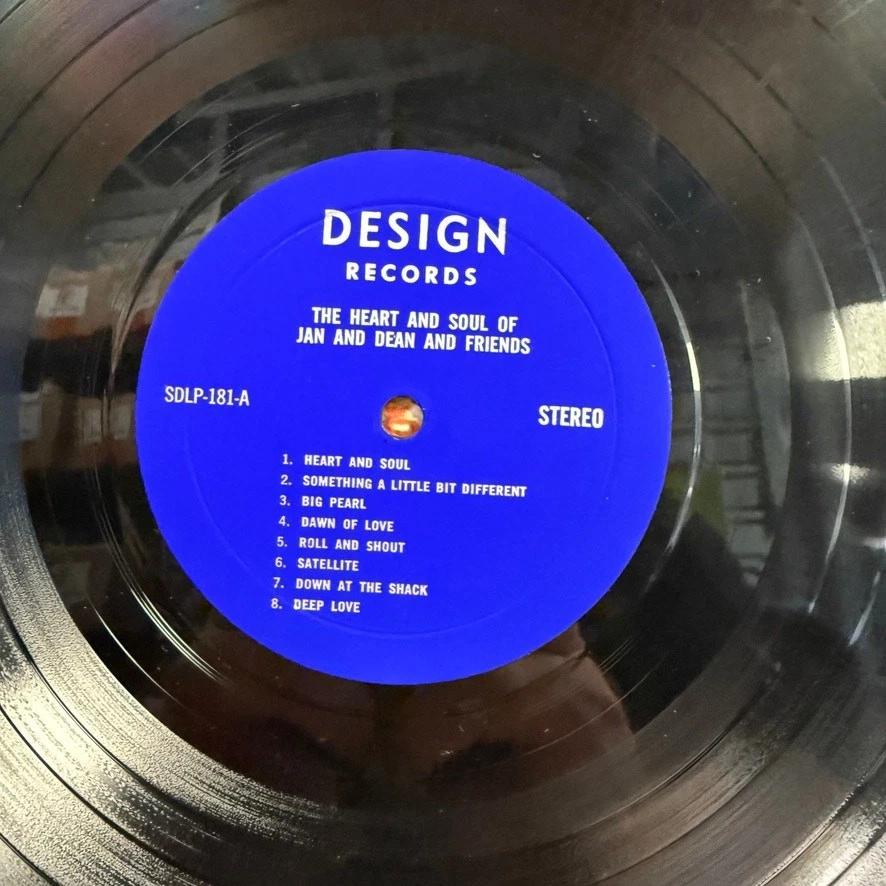 DESIGN
RECORDS
THE HEART AND SOUL OF
JAN AND DEAN AND FRIENDS
SDLP-181-A
STEREO
1. HEART AND SOUL
2. SOMETHING A LITTLE BIT DIFFERENT
3. BIG PEARL
4. DAWN OF LOVE
5. ROLL AND SHOUT
6. SATELLITE
7. DOWN AT THE SHACK
8. DEEP LOVE